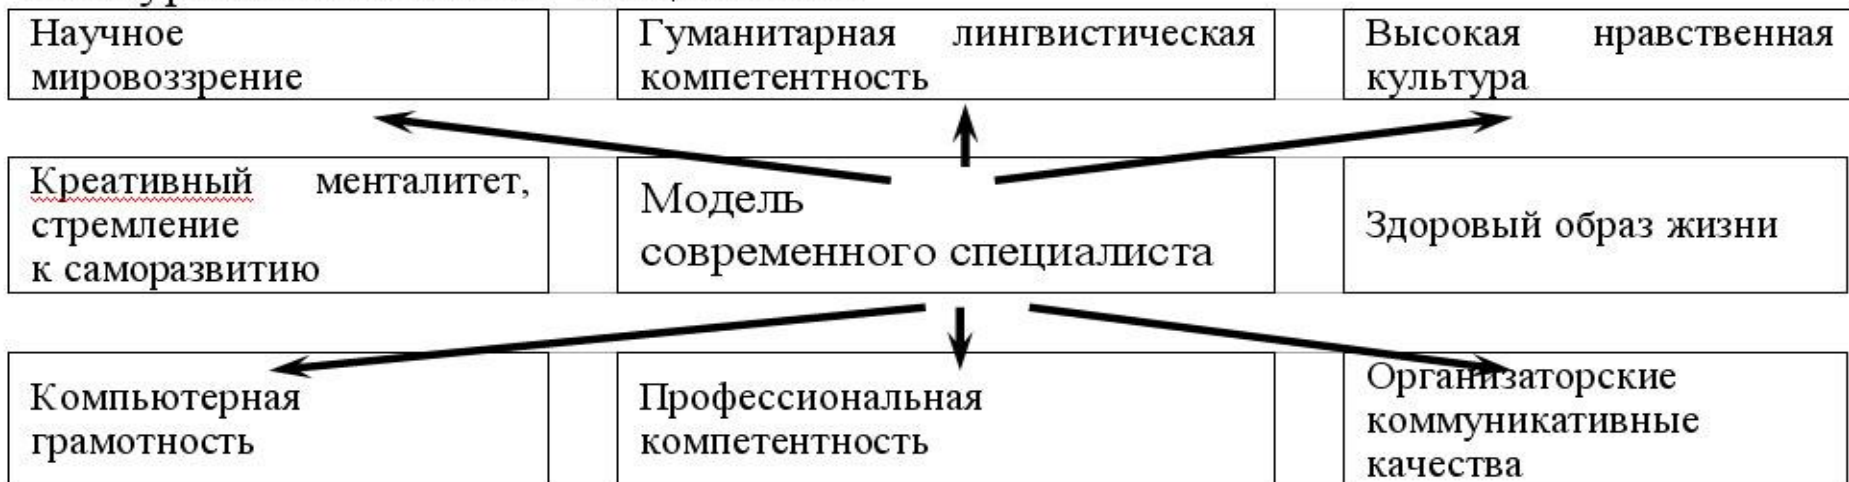 Научное
мировоззрение
Гуманитарная лингвистическая
компетентность
Высокая нравственная
культура
Креативный менталитет,
стремление
к саморазвитию
Модель
современного специалиста
Здоровый образ жизни
Компьютерная
грамотность
Профессиональная
компетентность
Организаторские
коммуникативные
качества